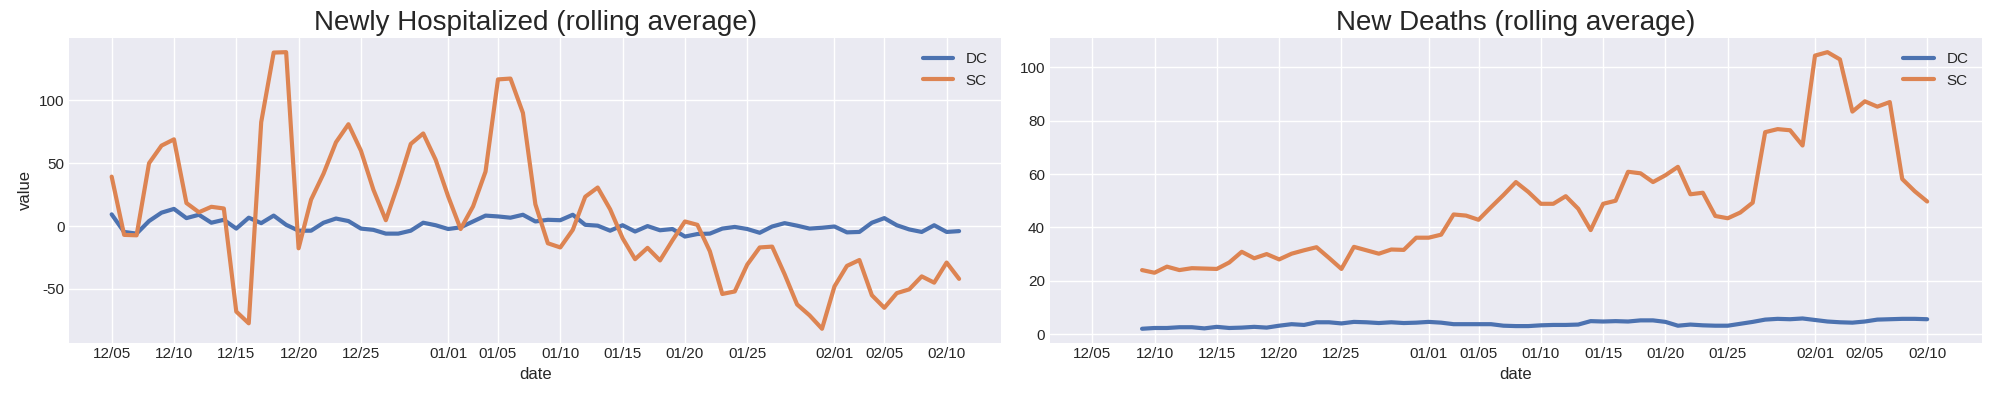 Newly Hospitalized (rolling average)
DC
SC
100
50
0
-50
value
12/05 12/10 12/15 12/20 12/25 01/01 01/05 01/10 01/15 01/20 01/25 02/01 02/05 02/10
date
New Deaths (rolling average)
DC
SC
100
80
60
40
20
0
12/05 12/10 12/15 12/20 12/25 01/01 01/05 01/10 01/15 01/20 01/25 02/01 02/05 02/10
date